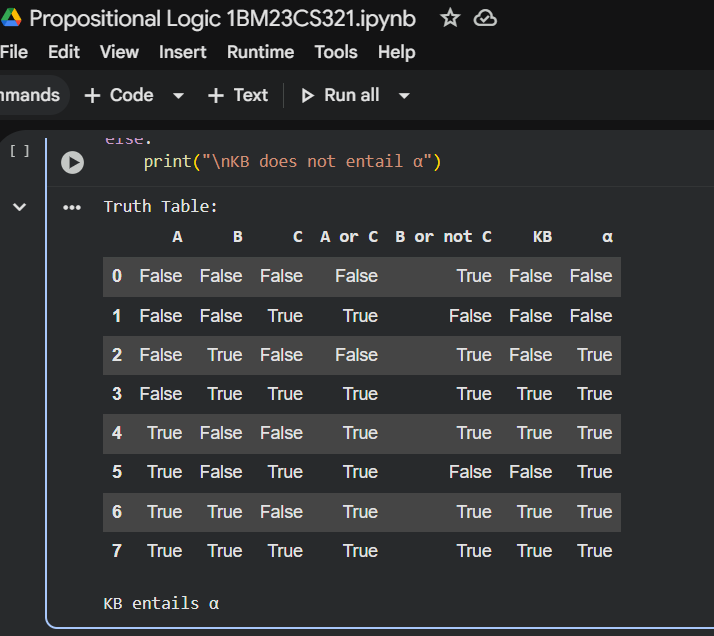 Propositional Logic 1BM23CS321.ipynb
File Edit View Insert Runtime Tools Help
mmands + Code + Text Run all
[ ]
else:
print("\nKB does not entail α")
Truth Table:
A B C A or C B or not C KB α
0 False False False False True False False
1 False False True True False False False
2 False True False False True False True
3 False True True True True True True
4 True False False True True True True
5 True False True True False False True
6 True True False True True True True
7 True True True True True True True
KB entails α